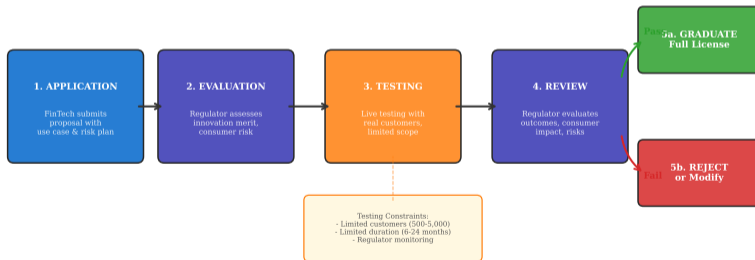 1. APPLICATION
FinTech submits
proposal with
use case & risk plan
2. EVALUATION
Regulator assesses
innovation merit,
consumer risk
3. TESTING
Live testing with
real customers,
limited scope
4. REVIEW
Regulator evaluates
outcomes, consumer
impact, risks
Pass
5a. GRADUATE
Full License
Fail
5b. REJECT
or Modify
Testing Constraints:
- Limited customers (500-5,000)
- Limited duration (6-24 months)
- Regulator monitoring